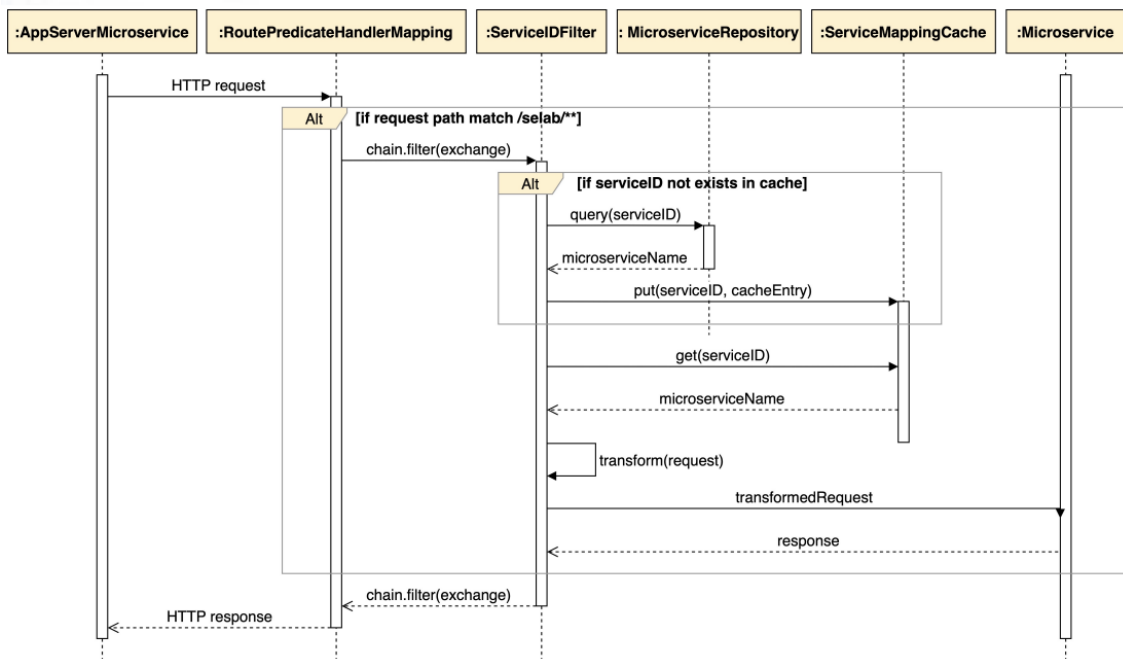 :AppServerMicroservice
:RoutePredicateHandlerMapping
:ServiceIDFilter
: MicroserviceRepository
:ServiceMappingCache
:Microservice
HTTP request
Alt
[if request path match /selab/**]
chain.filter(exchange)
Alt
[if serviceID not exists in cache]
query(serviceID)
microserviceName
put(serviceID, cacheEntry)
get(serviceID)
microserviceName
transform(request)
transformedRequest
response
chain.filter(exchange)
HTTP response